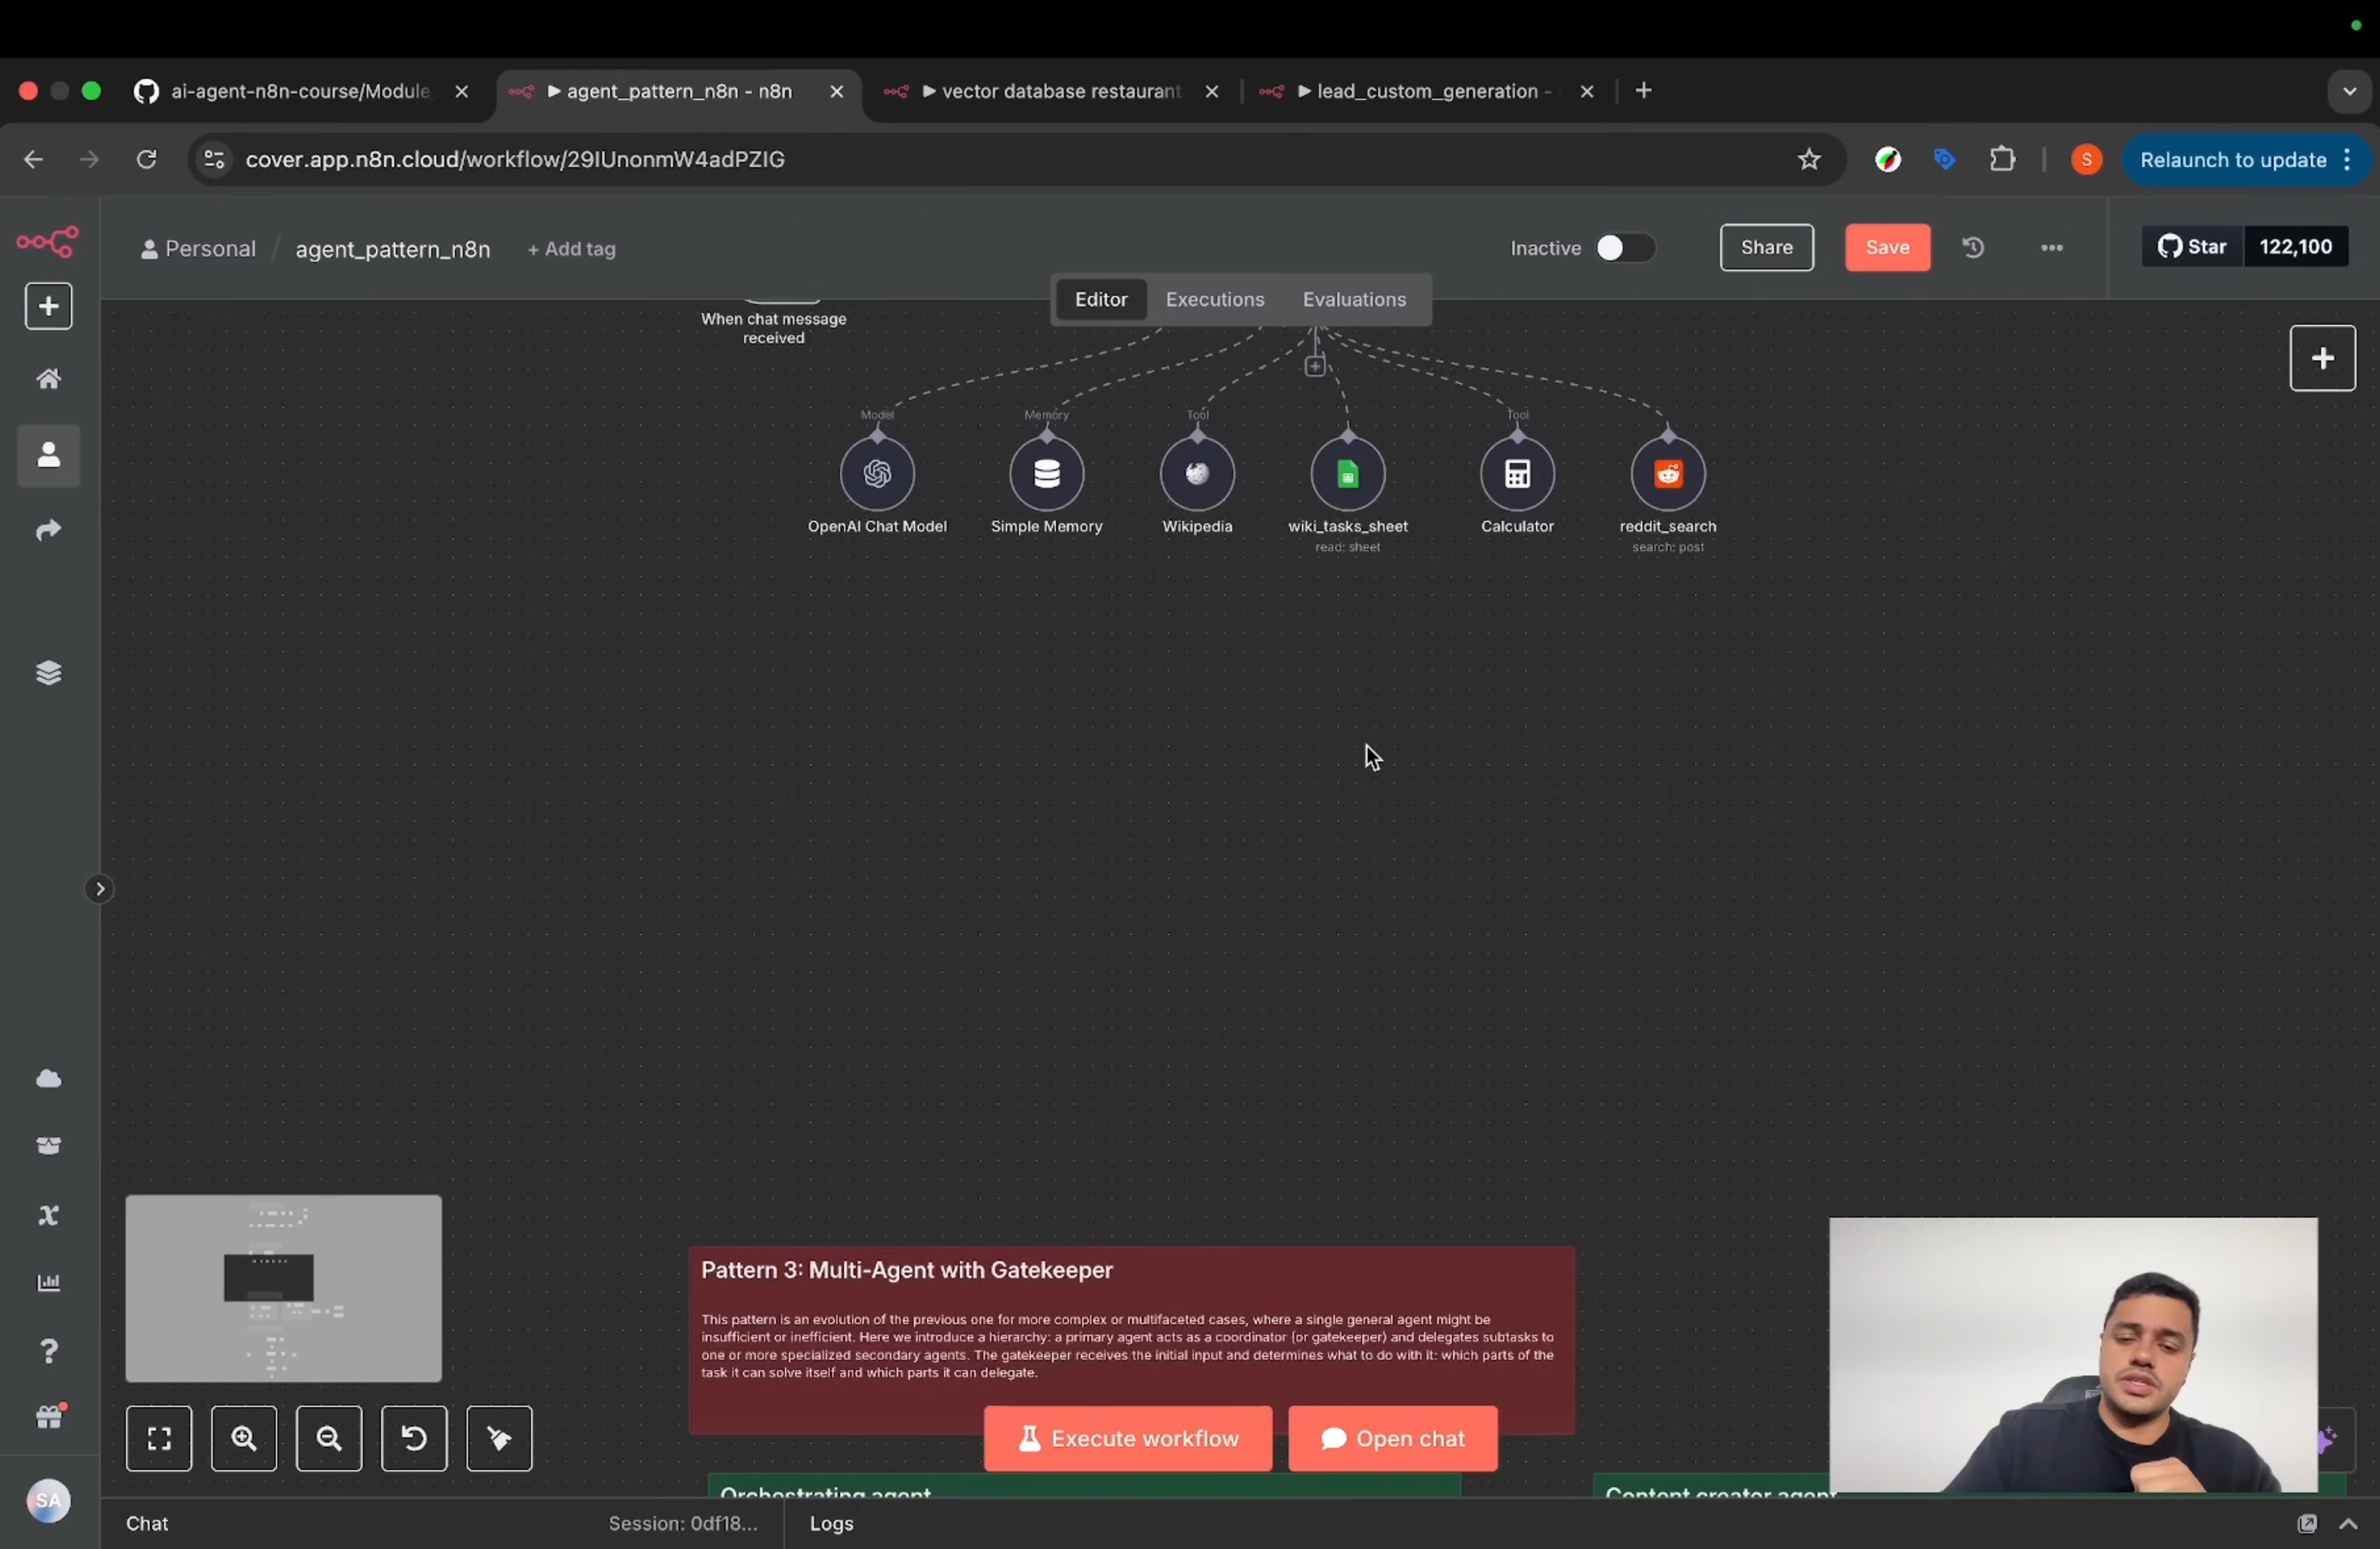 ai-agent-n8n-course/Module_
agent_pattern_n8n - n8n
vector database restaurant
lead_custom_generation -
cover.app.n8n.cloud/workflow/29IUnonmW4adPZIG
S
Relaunch to update
Personal / agent_pattern_n8n + Add tag
Inactive
Share
Save
Star 122,100
Editor Executions Evaluations
When chat message
received
Model
Memory
Tool
Tool
OpenAI Chat Model
Simple Memory
Wikipedia
wiki_tasks_sheet
read: sheet
Calculator
reddit_search
search: post
Pattern 3: Multi-Agent with Gatekeeper
This pattern is an evolution of the previous one for more complex or multifaceted cases, where a single general agent might be
insufficient or inefficient. Here we introduce a hierarchy: a primary agent acts as a coordinator (or gatekeeper) and delegates subtasks to
one or more specialized secondary agents. The gatekeeper receives the initial input and determines what to do with it: which parts of the
task it can solve itself and which parts it can delegate.
Execute workflow
Open chat
Orchestrating agent
Content creator agent
SA
Chat
Session: 0df18...
Logs